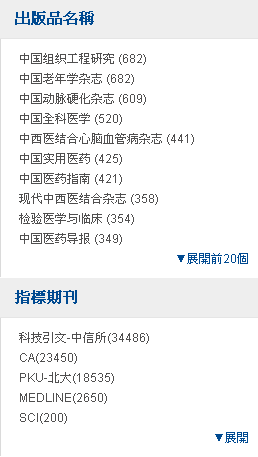 出版品名稱
中国组织工程研究 (682)
中国老年学杂志 (682)
中国动脉硬化杂志 (609)
中国全科医学 (520)
中西医结合心脑血管病杂志 (441)
中国实用医药 (425)
中国医药指南 (421)
现代中西医结合杂志 (358)
检验医学与临床 (354)
中国医药导报 (349)
▼展開前20個
指標期刊
科技引文-中信所(34486)
CA(23450)
PKU-北大(18535)
MEDLINE(2650)
SCI(200)
▼展開